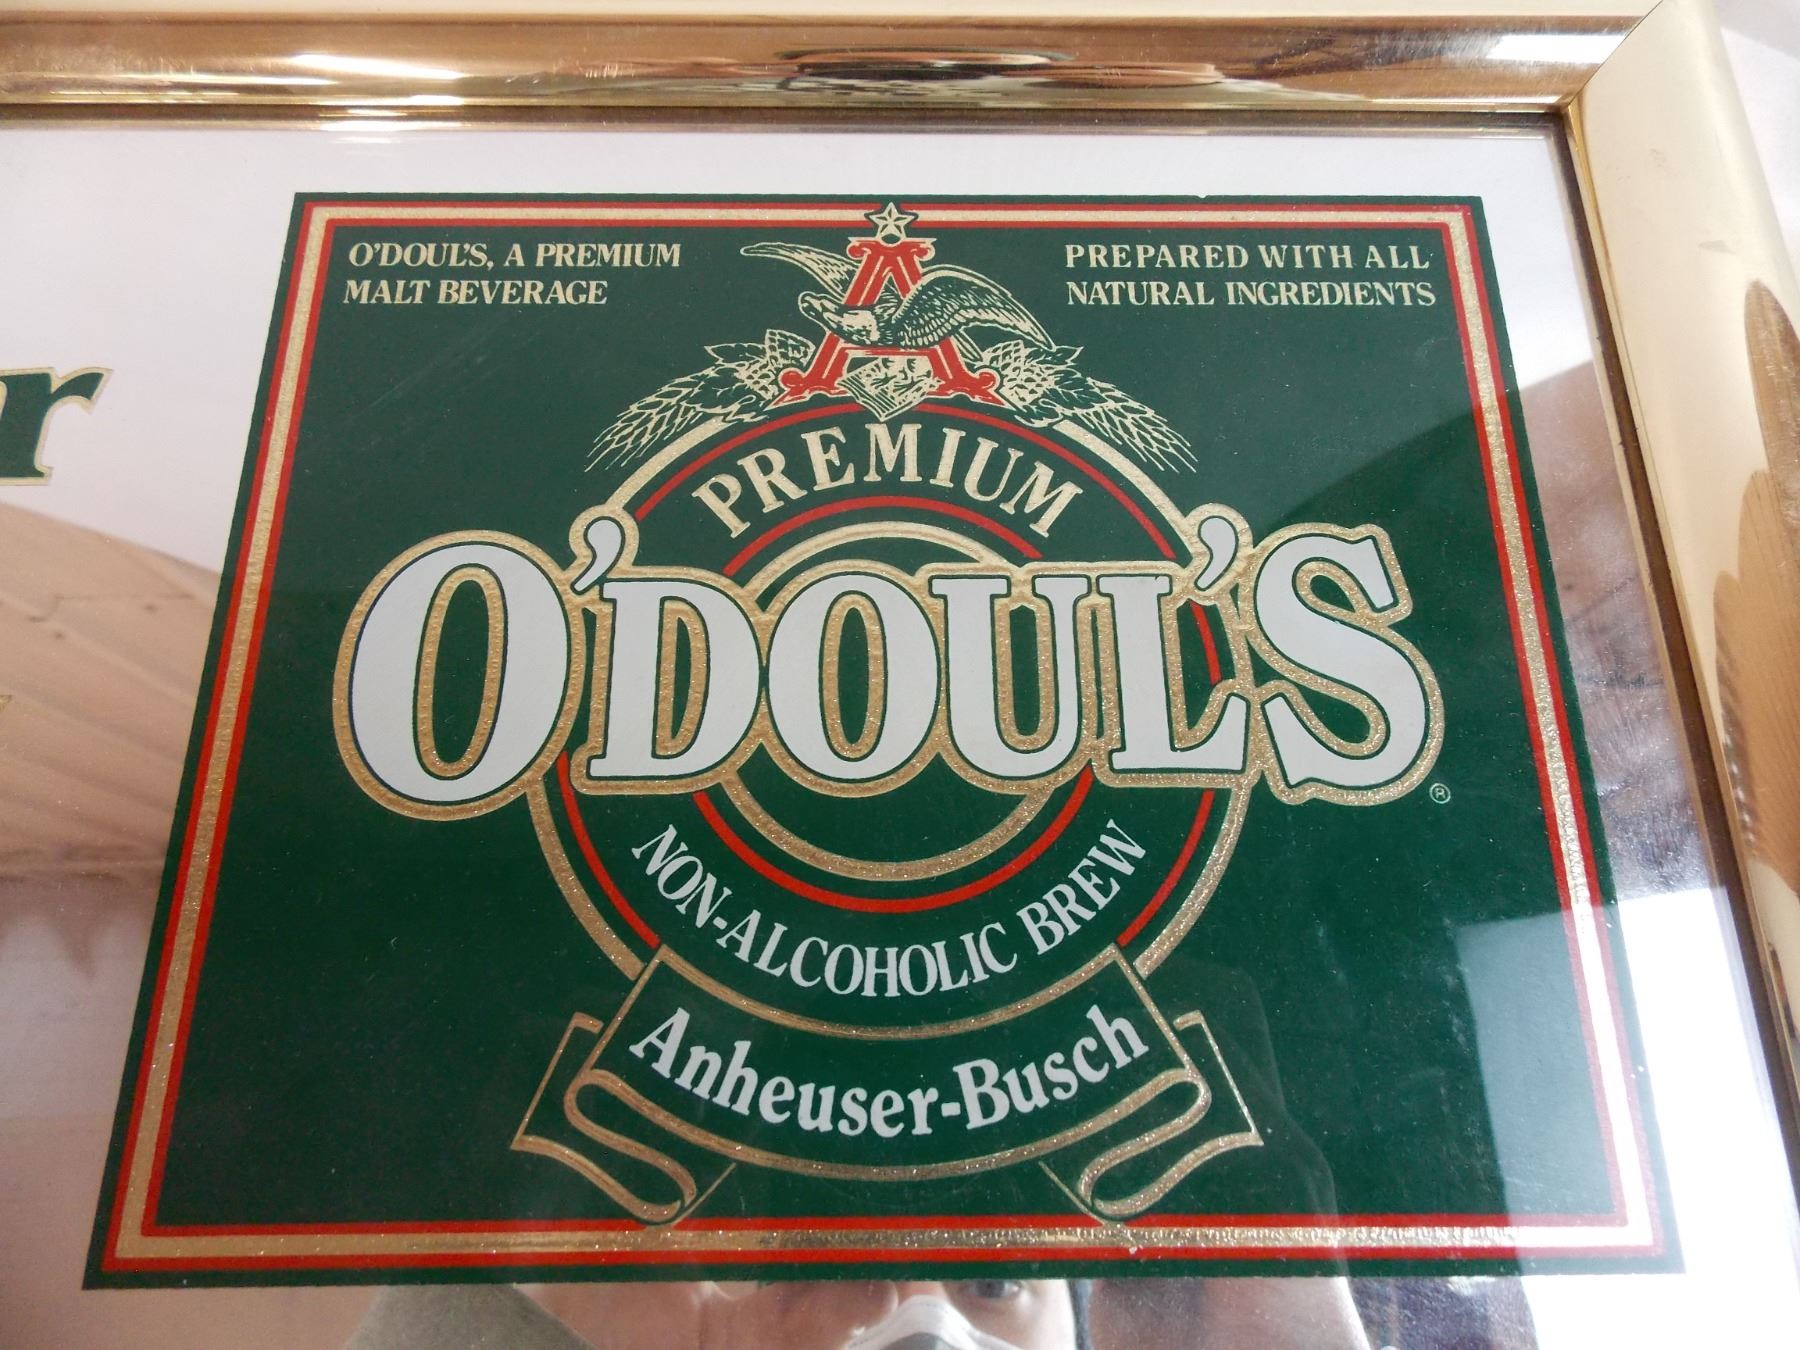 O'DOUL'S, A PREMIUM
MALT BEVERAGE
PREPARED WITH ALL
NATURAL INGREDIENTS
A
r
PREMIUM
O'DOUL'S®
NON-ALCOHOLIC BREW
Anheuser-Busch